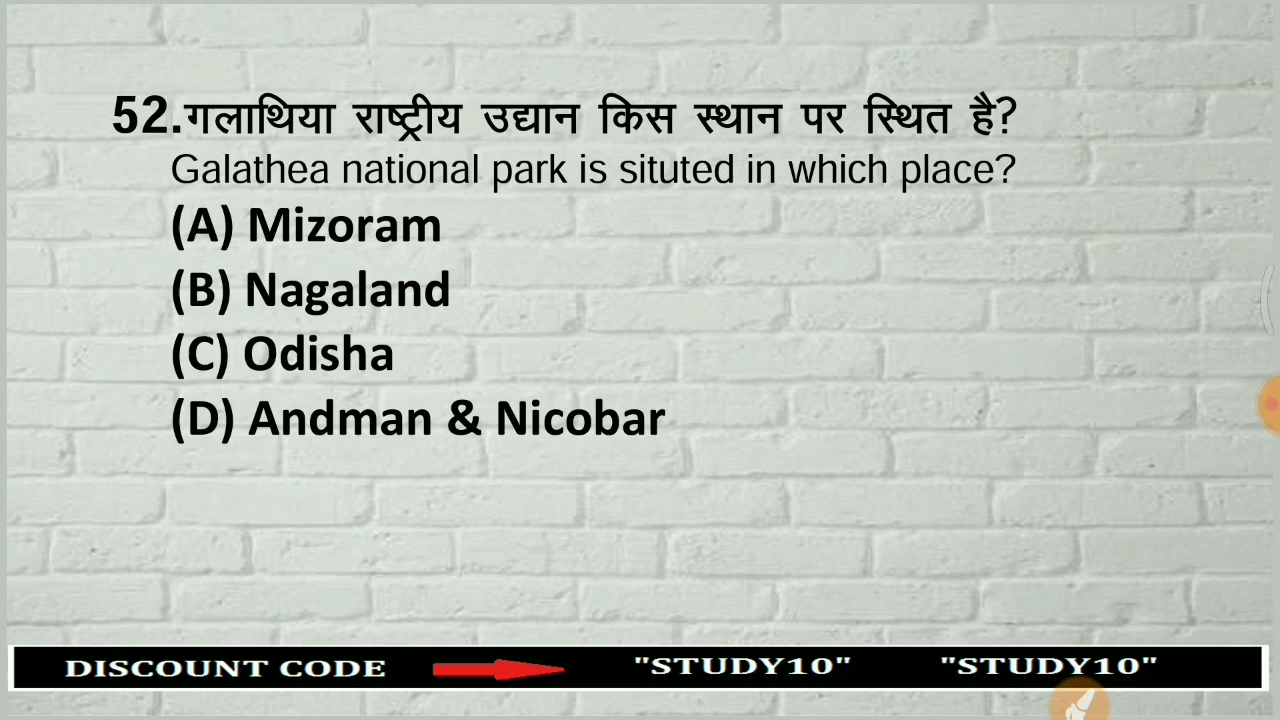 52.गलाथिया राष्ट्रीय उद्यान किस स्थान पर स्थित है?
Galathea national park is situted in which place?
(A) Mizoram
(B) Nagaland
(C) Odisha
(D) Andman & Nicobar
DISCOUNT CODE "STUDY10" "STUDY10"